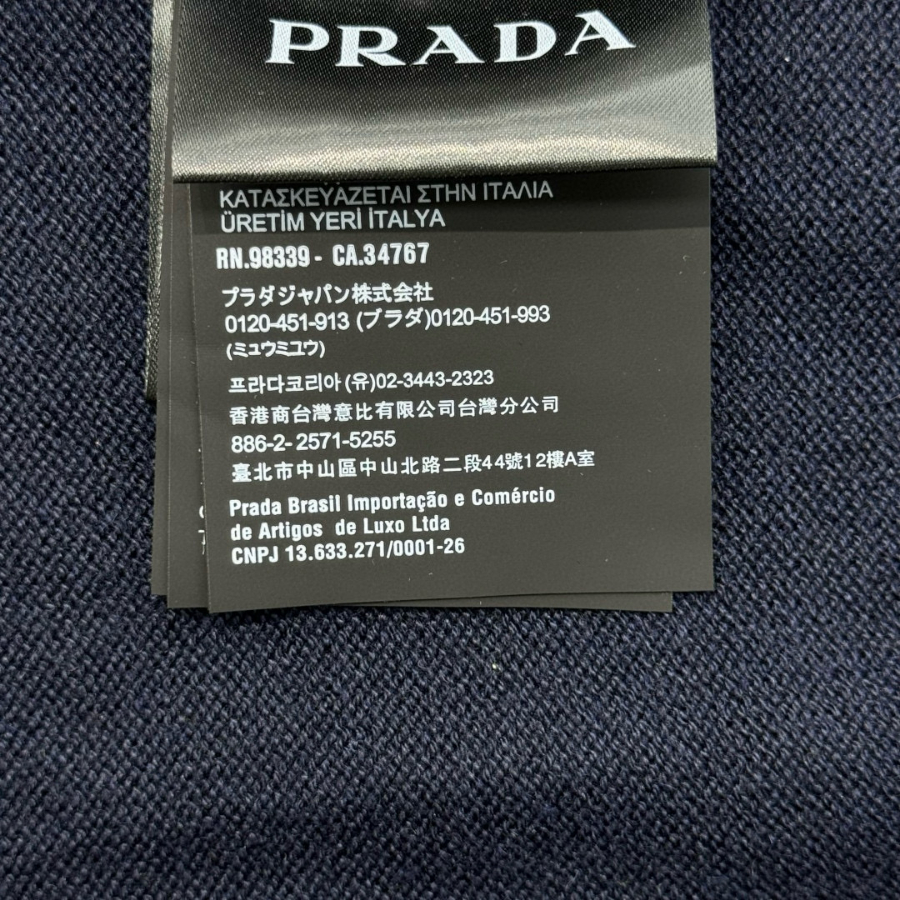 PRADA
ΚΑΤΑΣΚΕΥΑΖΕΤΑΙ ΣΤΗΝ ΙΤΑΛΙΑ
ÜRETİM YERİ İTALYA
RN.98339 - CA.34767
プラダジャパン株式会社
0120-451-913 (プラダ)0120-451-993
(ミュウミュウ)
프라다코리아(유)02-3443-2323
香港商台灣意比有限公司台灣分公司
886-2- 2571-5255
臺北市中山區中山北路二段44號12樓A室
Prada Brasil Importação e Comércio
de Artigos de Luxo Ltda
CNPJ 13.633.271/0001-26